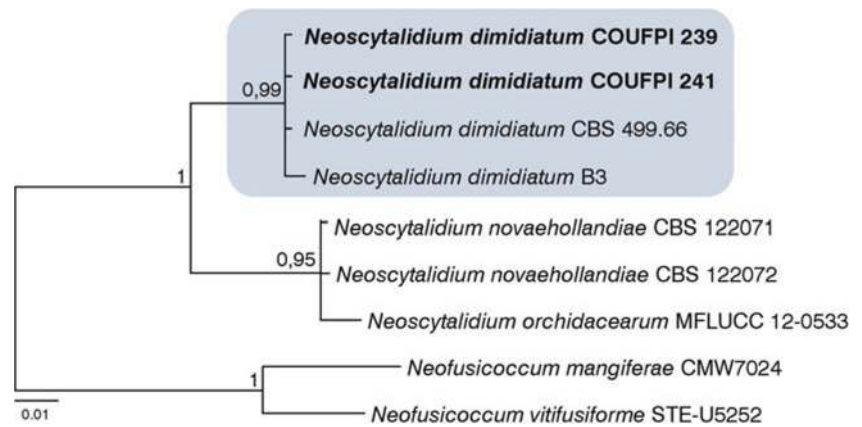 Neoscytalidium dimidiatum COUFPI 239
Neoscytalidium dimidiatum COUFPI 241
0,99
Neoscytalidium dimidiatum CBS 499.66
Neoscytalidium dimidiatum B3
1
Neoscytalidium novaehollandiae CBS 122071
0,95
Neoscytalidium novaehollandiae CBS 122072
Neoscytalidium orchidacearum MFLUCC 12-0533
Neofusicoccum mangiferae CMW7024
1
0.01
Neofusicoccum vitifusiforme STE-U5252